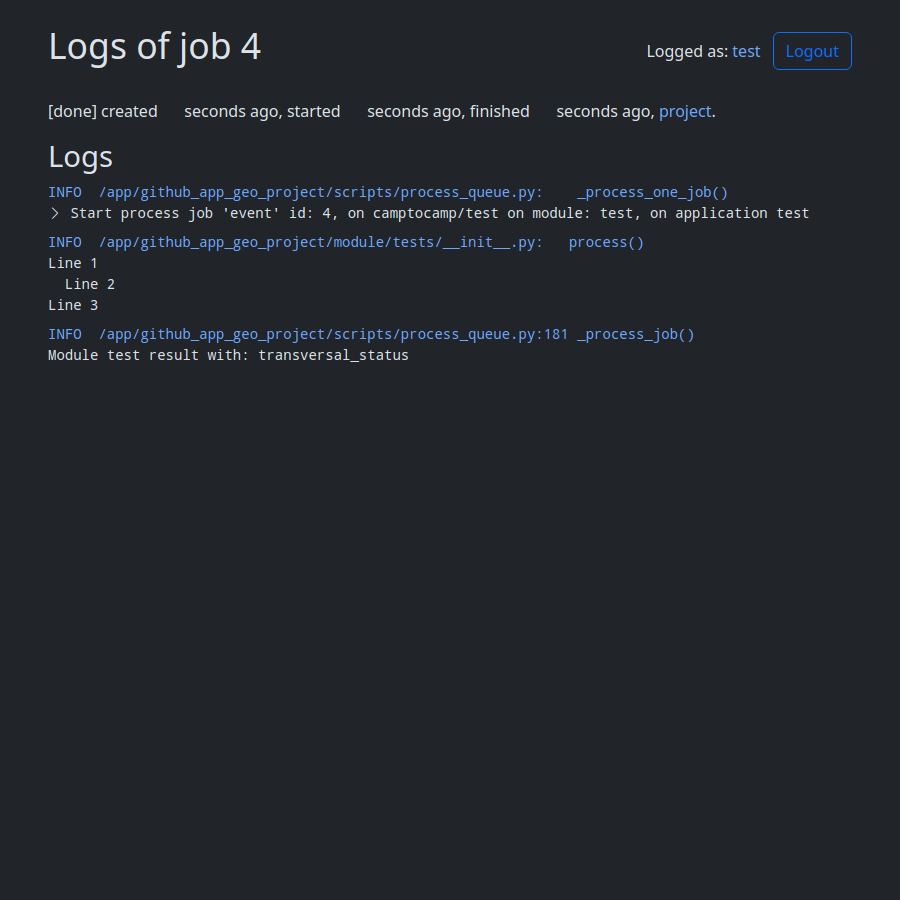 Logs of job 4
Logged as: test Logout
[done] created seconds ago, started seconds ago, finished seconds ago, project.
Logs
INFO /app/github_app_geo_project/scripts/process_queue.py: _process_one_job()
Start process job 'event' id: 4, on camptocamp/test on module: test, on application test
INFO /app/github_app_geo_project/module/tests/__init__.py: process()
Line 1
Line 2
Line 3
INFO /app/github_app_geo_project/scripts/process_queue.py:181 _process_job()
Module test result with: transversal_status